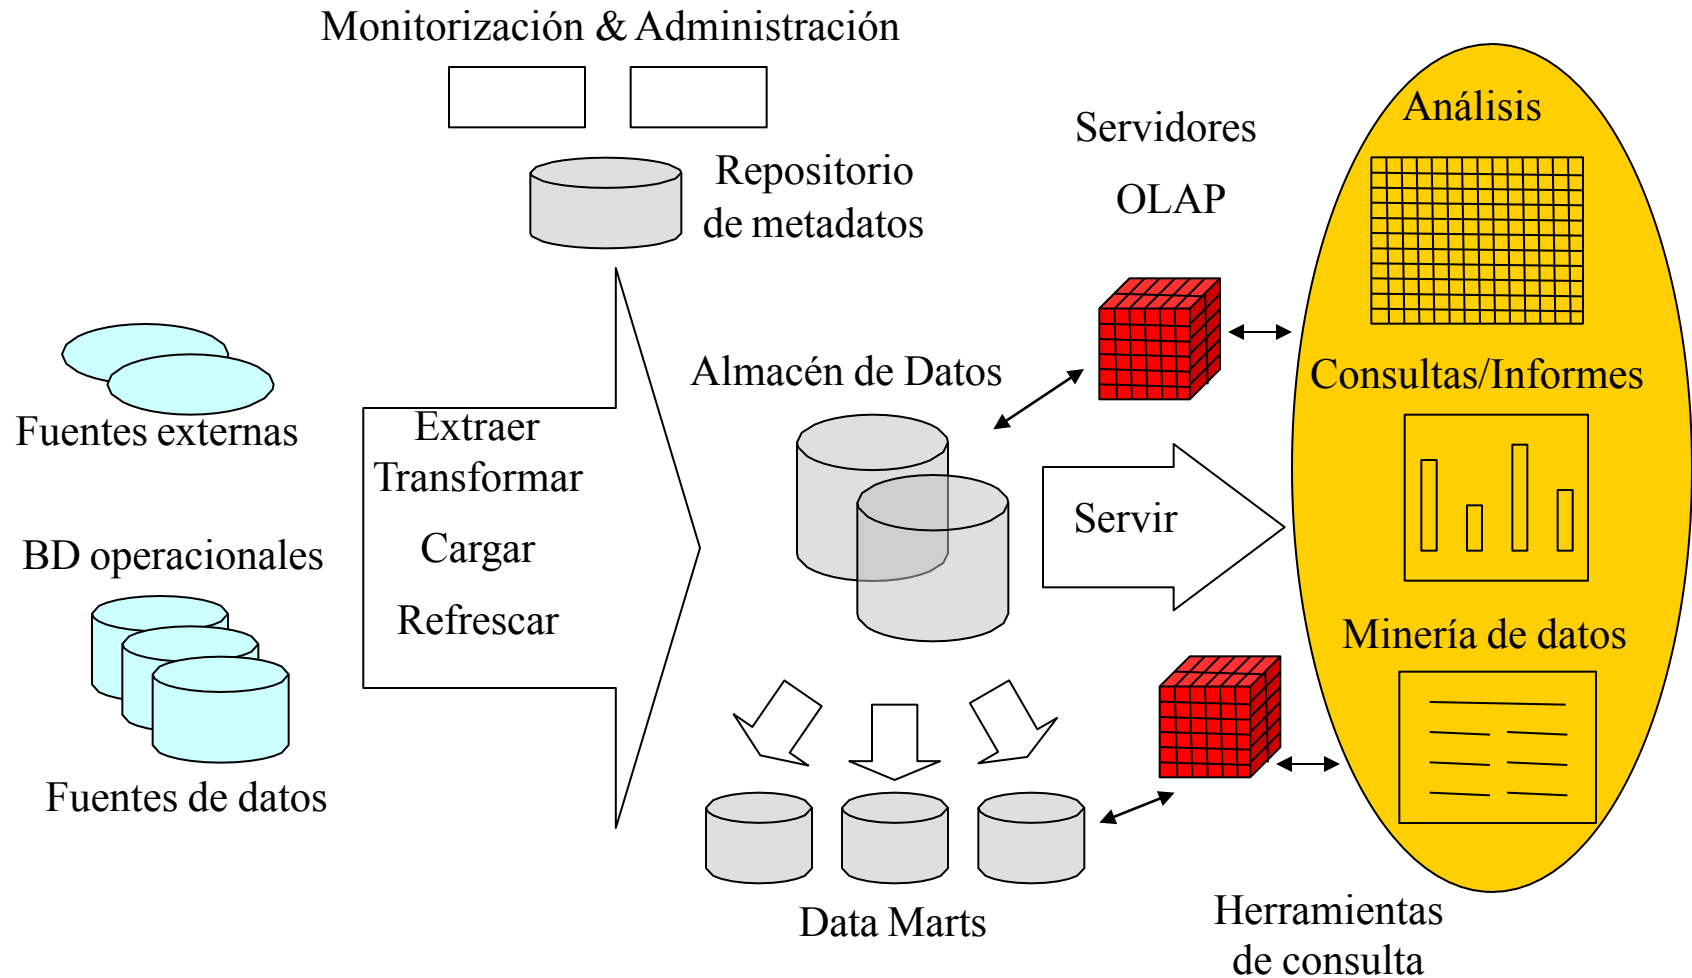 Monitorización & Administración
Repositorio
de metadatos
Servidores
OLAP
Análisis
Fuentes externas
Extraer
Transformar
Cargar
Refrescar
Almacén de Datos
Consultas/Informes
Servir
BD operacionales
Minería de datos
Fuentes de datos
Data Marts
Herramientas
de consulta